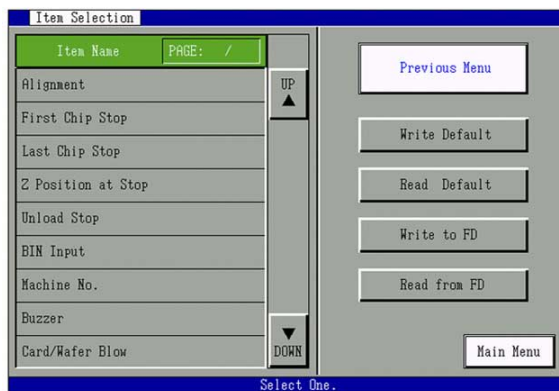 Item Selection
Item Name PAGE: /
Alignment
First Chip Stop
Last Chip Stop
Z Position at Stop
Unload Stop
BIN Input
Machine No.
Buzzer
Card/Wafer Blow
UP
DOWN
Previous Menu
Write Default
Read Default
Write to FD
Read from FD
Main Menu
Select One.